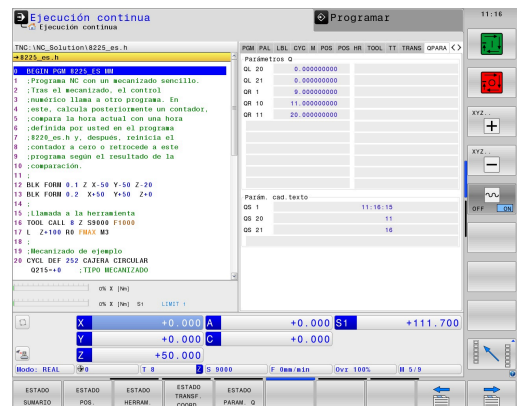 Ejecución continua
Ejecución continua
Programar
11:16
TNC:\NC_Solution\8225_es.h
→8225_es.h
0 BEGIN PGM 8225_ES MM
1 ;Programa NC con un mecanizado sencillo.
2 ;Tras el mecanizado, el control
3 ;numérico llama a otro programa. En
4 ;este, calcula posteriormente un contador,
5 ;compara la hora actual con una hora
6 ;definida por usted en el programa
7 ;8220_es.h y, después, reinicia el
8 ;contador a cero o retrocede a este
9 ;programa según el resultado de la
10 ;comparación.
11 ;
12 BLK FORM 0.1 Z X-50 Y-50 Z-20
13 BLK FORM 0.2 X+50 Y+50 Z+0
14 ;
15 ;Llamada a la herramienta
16 TOOL CALL 8 Z S9000 F1000
17 L Z+100 R0 FMAX M3
18 ;
19 ;Mecanizado de ejemplo
20 CYCL DEF 252 CAJERA CIRCULAR
Q215=+0 ;TIPO MECANIZADO
PGM PAL LBL CYC M POS POS HR TOOL TT TRANS QPARA
Parámetros Q
QL 20 0.000000000
QL 21 0.000000000
QR 1 9.000000000
QR 10 11.000000000
QR 11 20.000000000
Parám. cad.texto
QS 1 11:16:15
QS 20 11
QS 21 16
0% X [Nm]
0% X [Nm] S1 LIMIT 1
X +0.000 A +0.000 S1 +111.700
Y +0.000 C +0.000
Z +50.000
Modo: REAL 0 T 8 Z S 9000 F 0mm/min Ovr 100% M 5/9
ESTADO SUMARIO
ESTADO POS.
ESTADO HERRAM.
ESTADO TRANSF. COORD.
ESTADO PARAM. Q
XYZ..
XYZ..
OFF ON